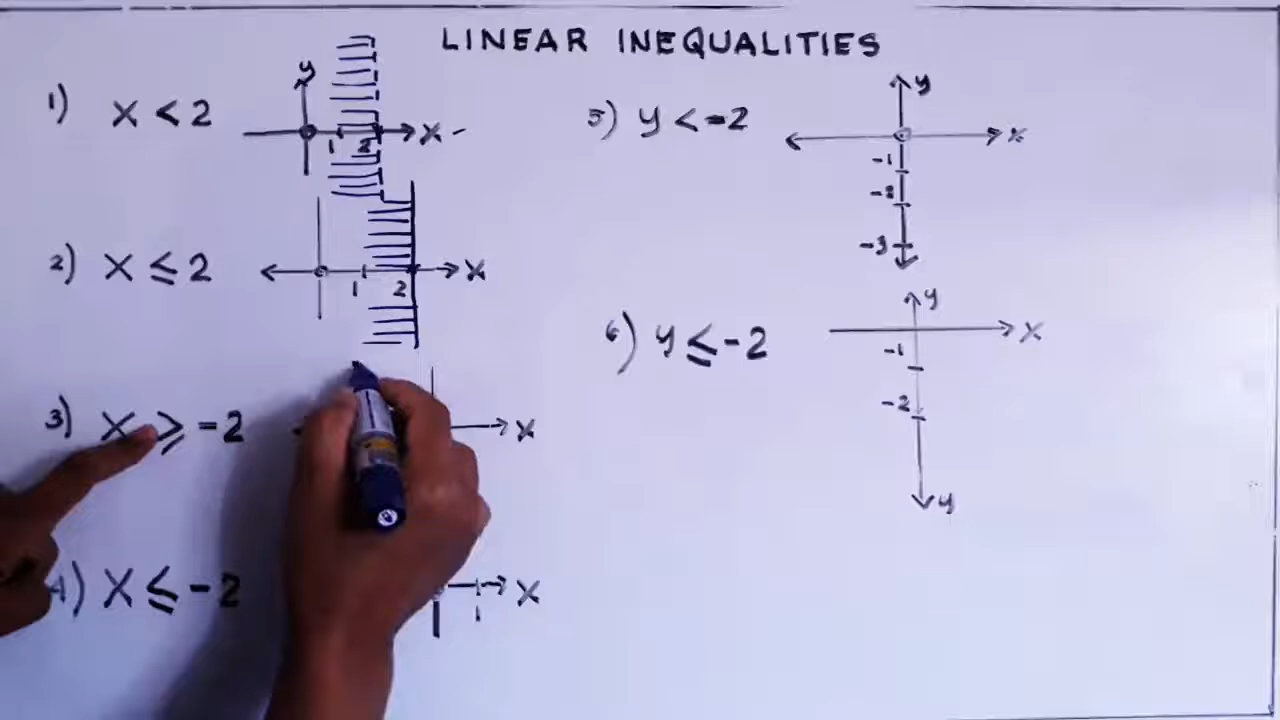 LINEAR INEQUALITIES
1) x < 2
y
x
1 2
2) x ≤ 2
x
1 2
3) x ≥ -2
x
4) x ≤ -2
x
1
5) y < -2
y
x
-1
-2
-3
6) y ≤ -2
y
x
-1
-2
y